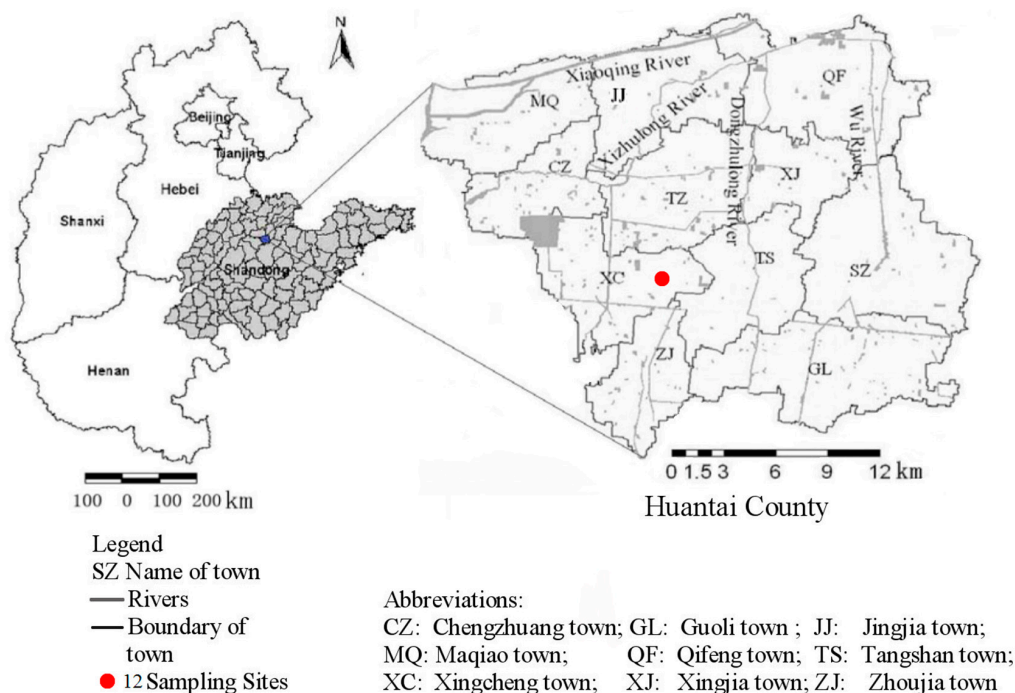 N
Beijing
Tianjing
Hebei
Shanxi
Shandong
Henan
100 0 100 200 km
Xiaoqing River
MQ
JJ
QF
Xizhulong River
Dongzhulong River
Wu River
CZ
TZ
XJ
XC
TS
SZ
ZJ
GL
0 1.5 3 6 9 12 km
Huantai County
Legend
SZ Name of town
Rivers
Boundary of
town
12 Sampling Sites
Abbreviations:
CZ: Chengzhuang town; GL: Guoli town ; JJ: Jingjia town;
MQ: Maqiao town; QF: Qifeng town; TS: Tangshan town;
XC: Xingcheng town; XJ: Xingjia town; ZJ: Zhoujia town